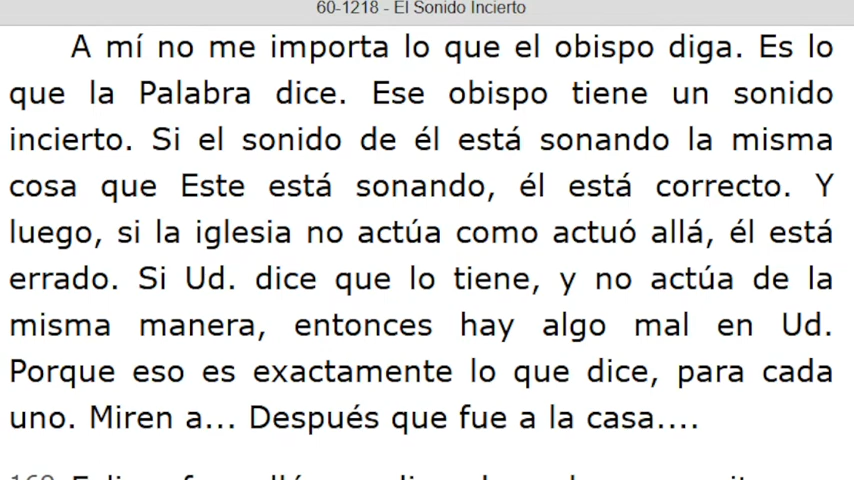 60-1218 - El Sonido Incierto
A mí no me importa lo que el obispo diga. Es lo
que la Palabra dice. Ese obispo tiene un sonido
incierto. Si el sonido de él está sonando la misma
cosa que Este está sonando, él está correcto. Y
luego, si la iglesia no actúa como actuó allá, él está
errado. Si Ud. dice que lo tiene, y no actúa de la
misma manera, entonces hay algo mal en Ud.
Porque eso es exactamente lo que dice, para cada
uno. Miren a... Después que fue a la casa....